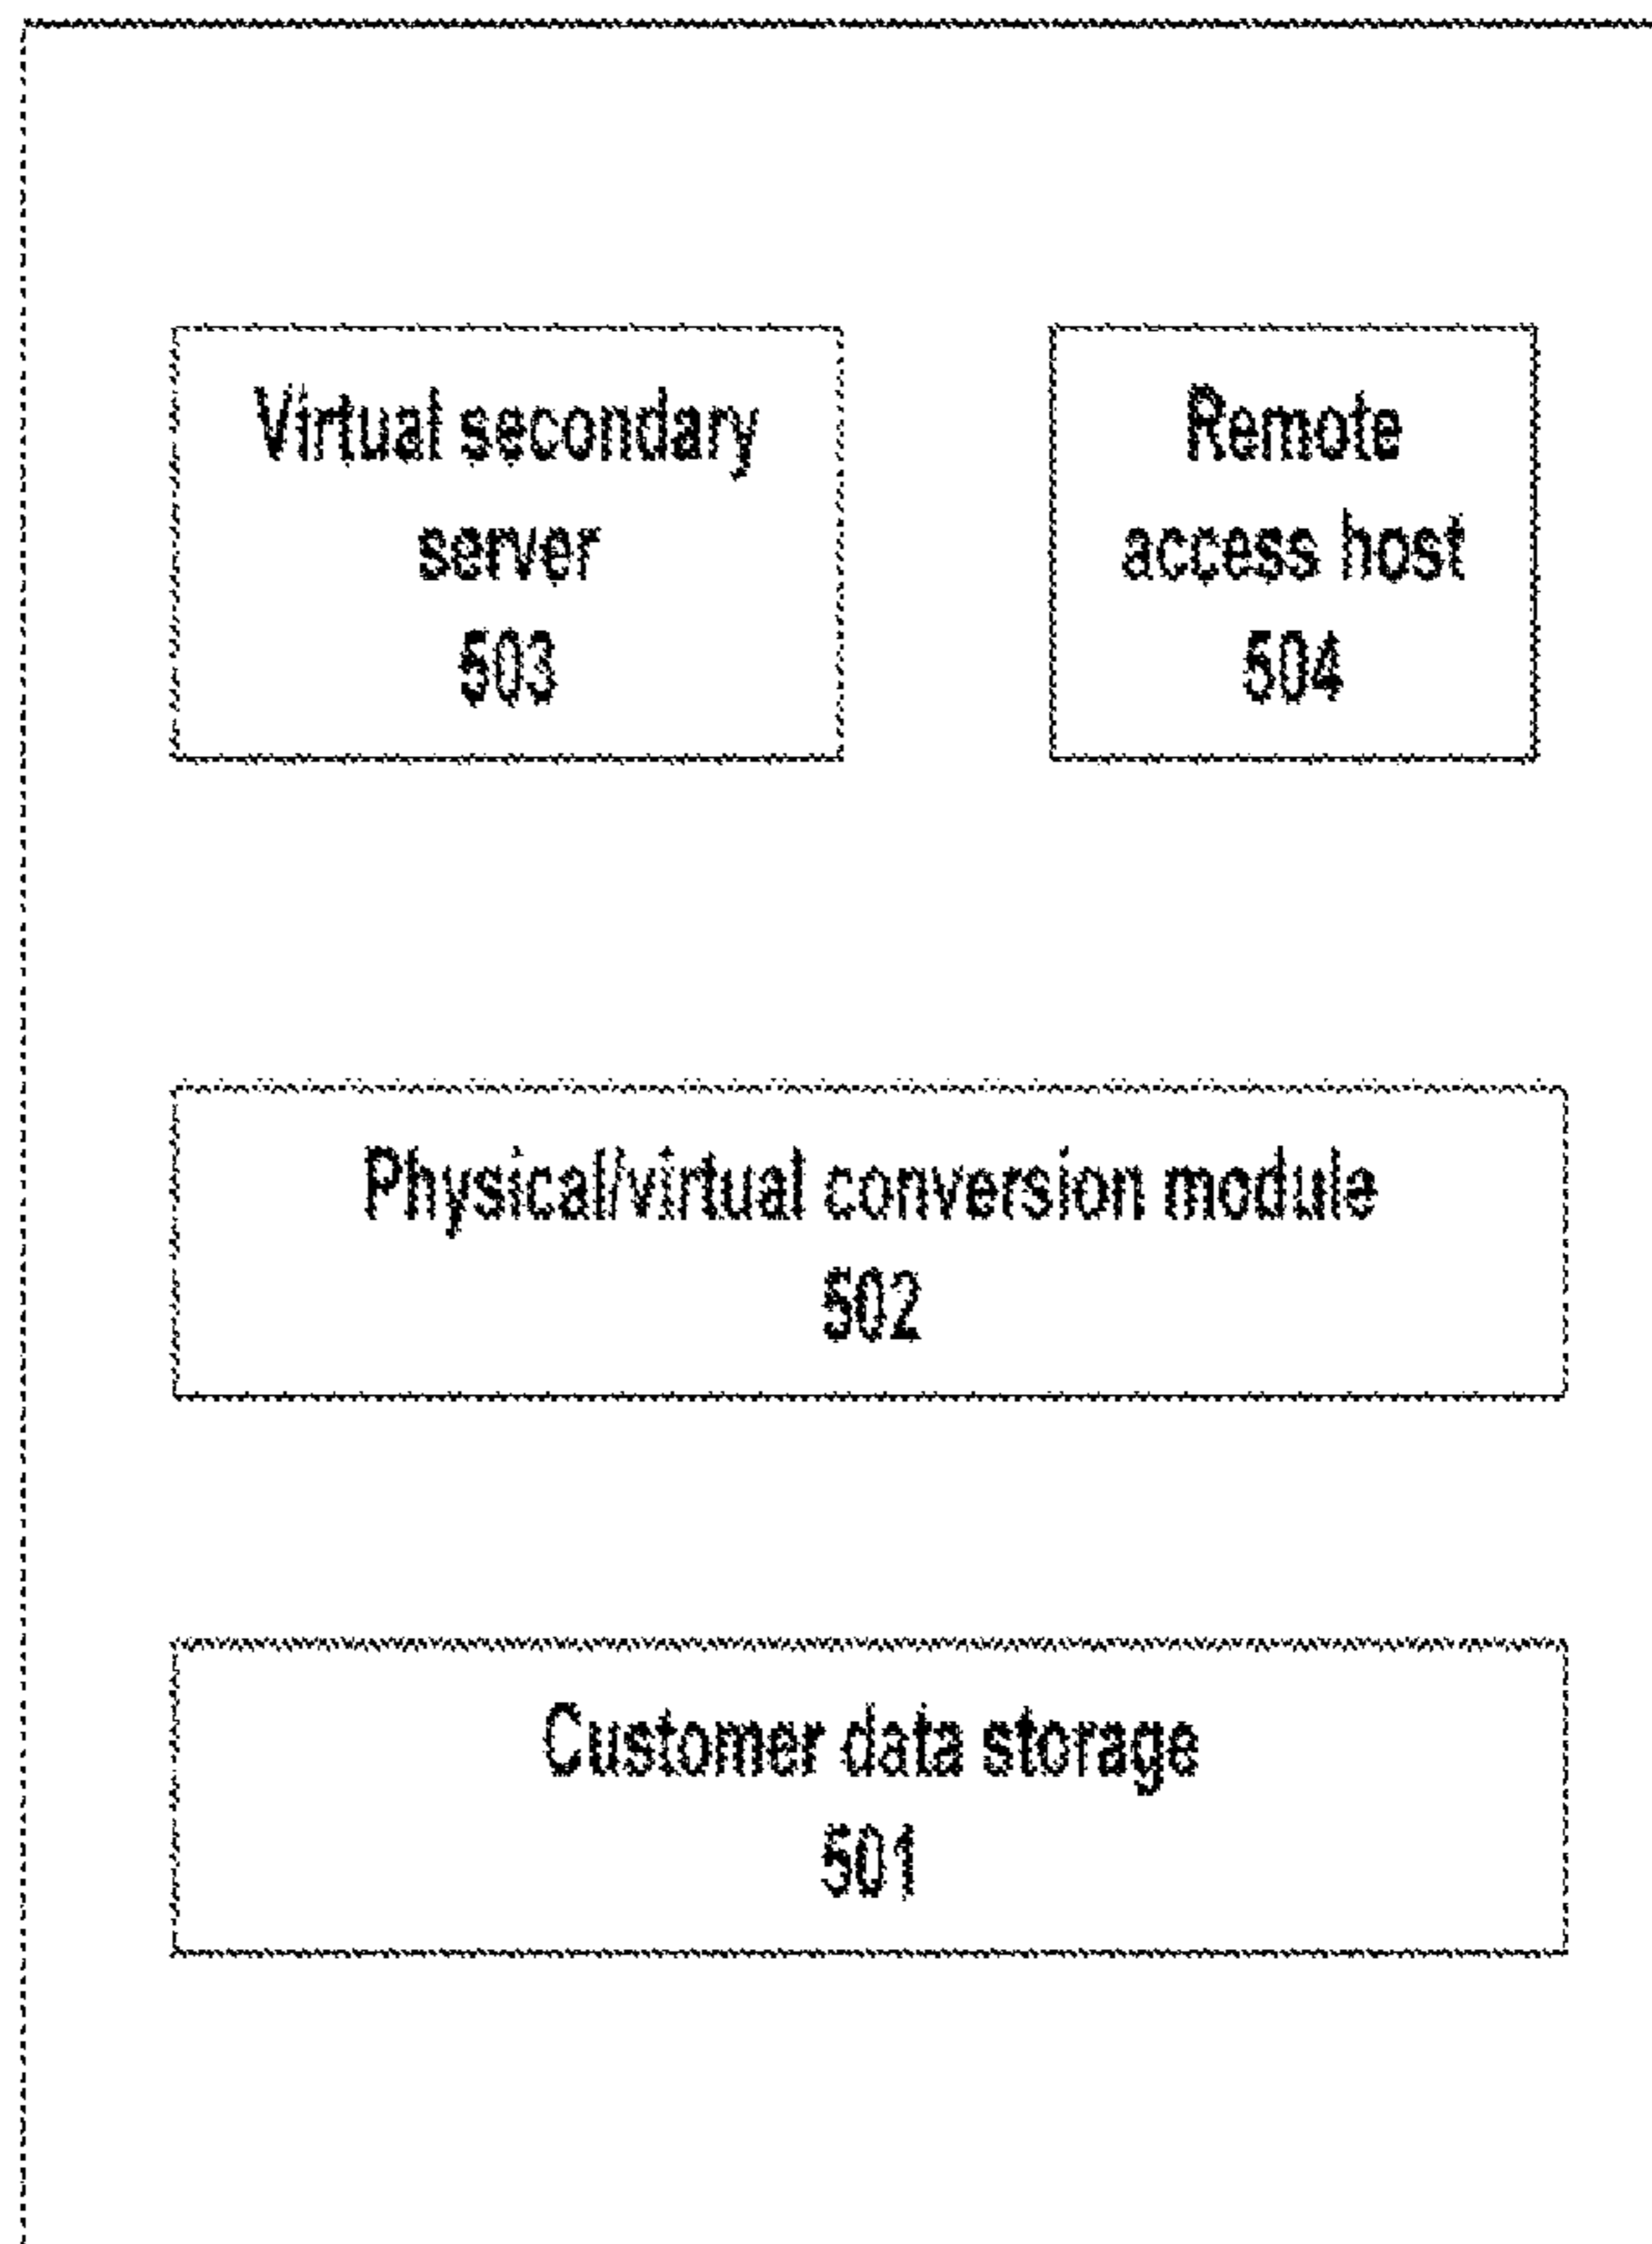 Virtual secondary
server
503
Remote
access host
504
Physical/virtual conversion module
502
Customer data storage
501